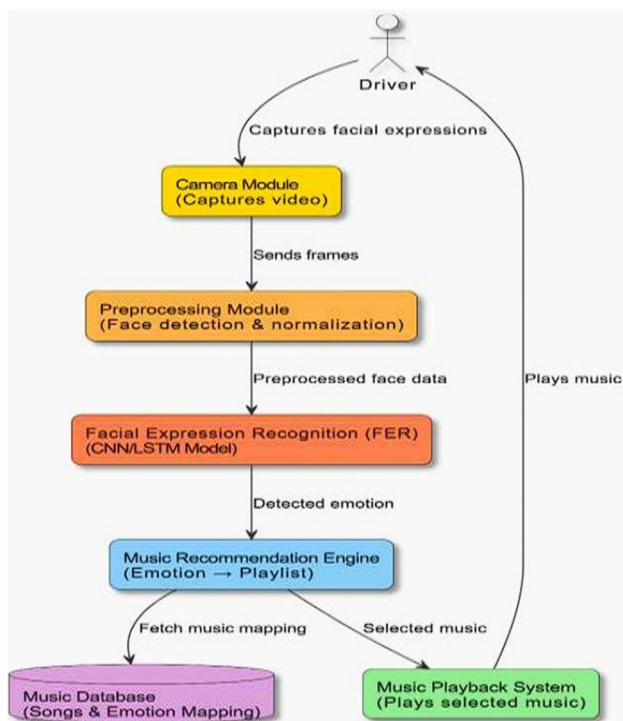 Driver
Captures facial expressions
Camera Module
(Captures video)
Sends frames
Preprocessing Module
(Face detection & normalization)
Preprocessed face data
Plays music
Facial Expression Recognition (FER)
(CNN/LSTM Model)
Detected emotion
Music Recommendation Engine
(Emotion → Playlist)
Fetch music mapping
Selected music
Music Database
(Songs & Emotion Mapping)
Music Playback System
(Plays selected music)